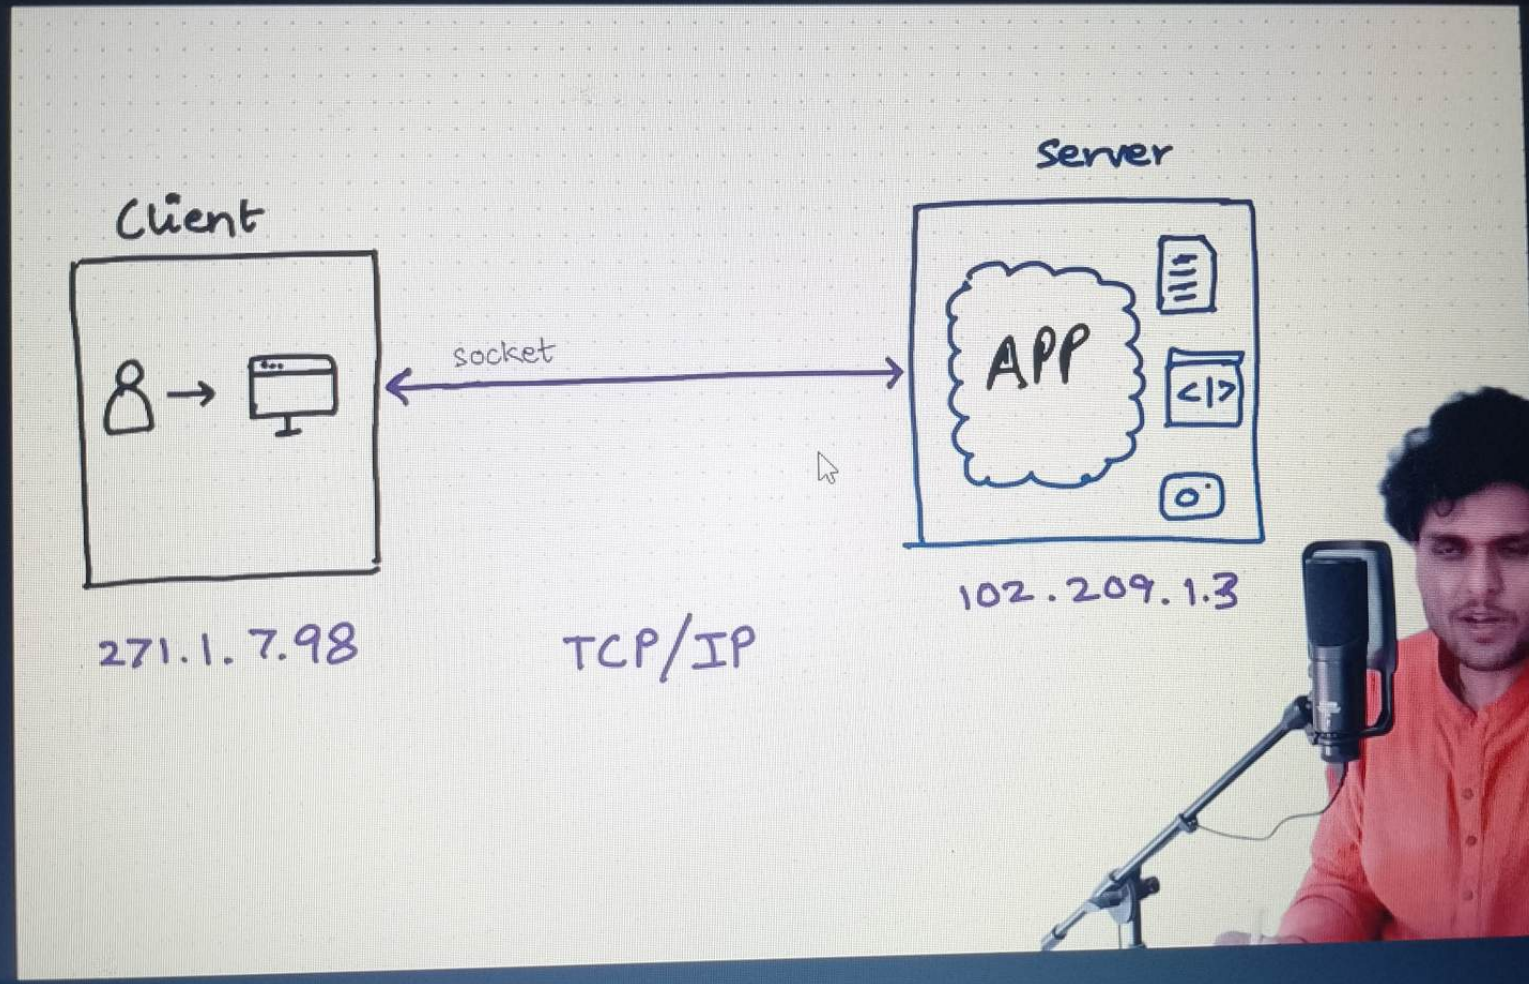 Server
Client
socket
APP
<|>
102.209.1.3
271.1.7.98
TCP/IP